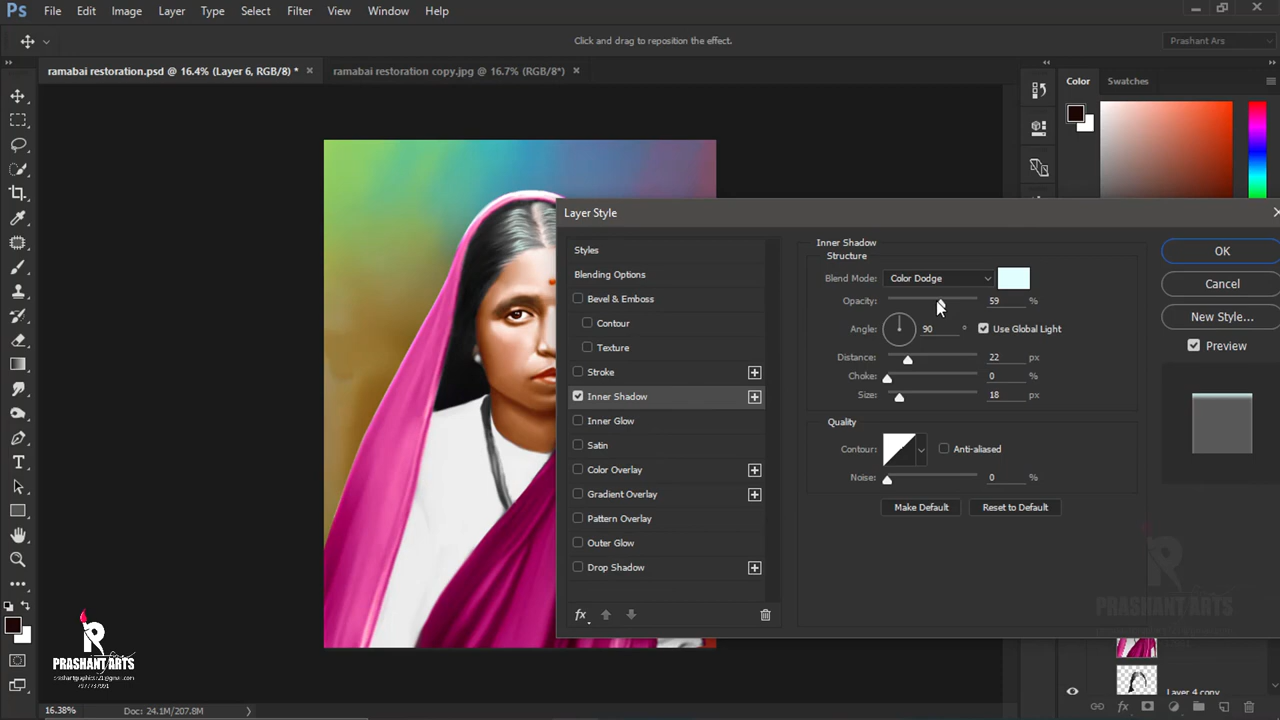 Ps File Edit Image Layer Type Select Filter View Window Help
Click and drag to reposition the effect.
Prashant Ars
ramabai restoration.psd @ 16.4% (Layer 6, RGB/8) * ×
ramabai restoration copy.jpg @ 16.7% (RGB/8*) ×
Color Swatches
Layer Style
Styles
Blending Options
Bevel & Emboss
Contour
Texture
Stroke
Inner Shadow
Inner Glow
Satin
Color Overlay
Gradient Overlay
Pattern Overlay
Outer Glow
Drop Shadow
fx
Inner Shadow
Structure
Blend Mode: Color Dodge
Opacity: 59 %
Angle: 90 ° Use Global Light
Distance: 22 px
Choke: 0 %
Size: 18 px
Quality
Contour: Anti-aliased
Noise: 0 %
Make Default Reset to Default
OK
Cancel
New Style...
Preview
PRASHANT ARTS
PRASHANT ARTS
Layer 4 copy
fx
16.38% Doc: 24.1M/207.8M